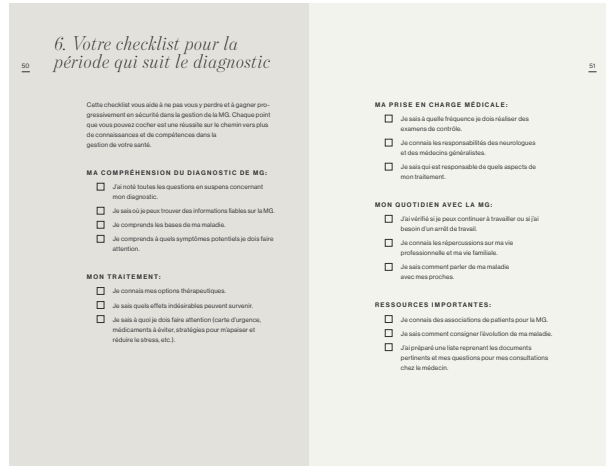 50
6. Votre checklist pour la
période qui suit le diagnostic
Cette checklist vous aide à ne pas vous y perdre et à gagner pro-
gressivement en sécurité dans la gestion de la MG. Chaque point
que vous pouvez cocher est une réussite sur le chemin vers plus
de connaissances et de compétences dans la
gestion de votre santé.
MA COMPRÉHENSION DU DIAGNOSTIC DE MG:
J'ai noté toutes les questions en suspens concernant
mon diagnostic.
Je sais où je peux trouver des informations fiables sur la MG.
Je comprends les bases de ma maladie.
Je comprends à quels symptômes potentiels je dois faire
attention.
MON TRAITEMENT:
Je connais mes options thérapeutiques.
Je sais quels effets indésirables peuvent survenir.
Je sais à quoi je dois faire attention (carte d'urgence,
médicaments à éviter, stratégies pour m'apaiser et
réduire le stress, etc.).
51
MA PRISE EN CHARGE MÉDICALE:
Je sais à quelle fréquence je dois réaliser des
examens de contrôle.
Je connais les responsabilités des neurologues
et des médecins généralistes.
Je sais qui est responsable de quels aspects de
mon traitement.
MON QUOTIDIEN AVEC LA MG:
J'ai vérifié si je peux continuer à travailler ou si j'ai
besoin d'un arrêt de travail.
Je connais les répercussions sur ma vie
professionnelle et ma vie familiale.
Je sais comment parler de ma maladie
avec mes proches.
RESSOURCES IMPORTANTES:
Je connais des associations de patients pour la MG.
Je sais comment consigner l'évolution de ma maladie.
J'ai préparé une liste reprenant les documents
pertinents et mes questions pour mes consultations
chez le médecin.